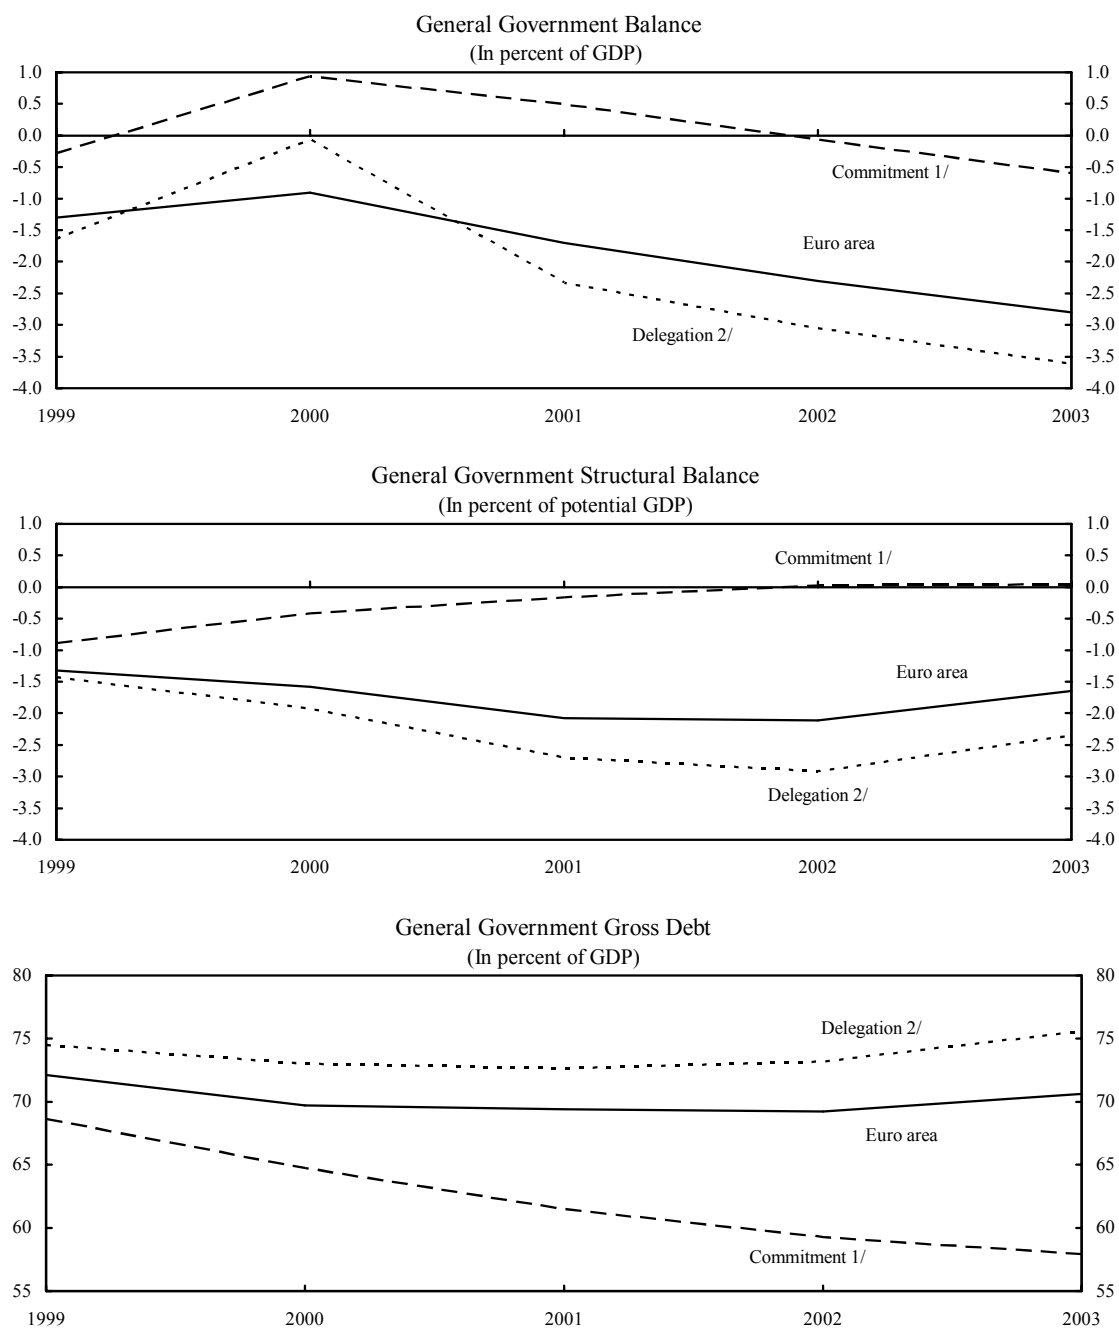 General Government Balance
(In percent of GDP)
1.0 1.0
0.5 0.5
0.0 0.0
-0.5 -0.5
Commitment 1/
-1.0 -1.0
-1.5 -1.5
Euro area
-2.0 -2.0
-2.5 -2.5
-3.0 -3.0
Delegation 2/
-3.5 -3.5
-4.0 -4.0
1999 2000 2001 2002 2003
General Government Structural Balance
(In percent of potential GDP)
1.0 1.0
0.5 0.5
Commitment 1/
0.0 0.0
-0.5 -0.5
-1.0 -1.0
Euro area
-1.5 -1.5
-2.0 -2.0
-2.5 -2.5
-3.0 -3.0
Delegation 2/
-3.5 -3.5
-4.0 -4.0
1999 2000 2001 2002 2003
General Government Gross Debt
(In percent of GDP)
80 80
Delegation 2/
75 75
70 70
Euro area
65 65
60 60
Commitment 1/
55 55
1999 2000 2001 2002 2003